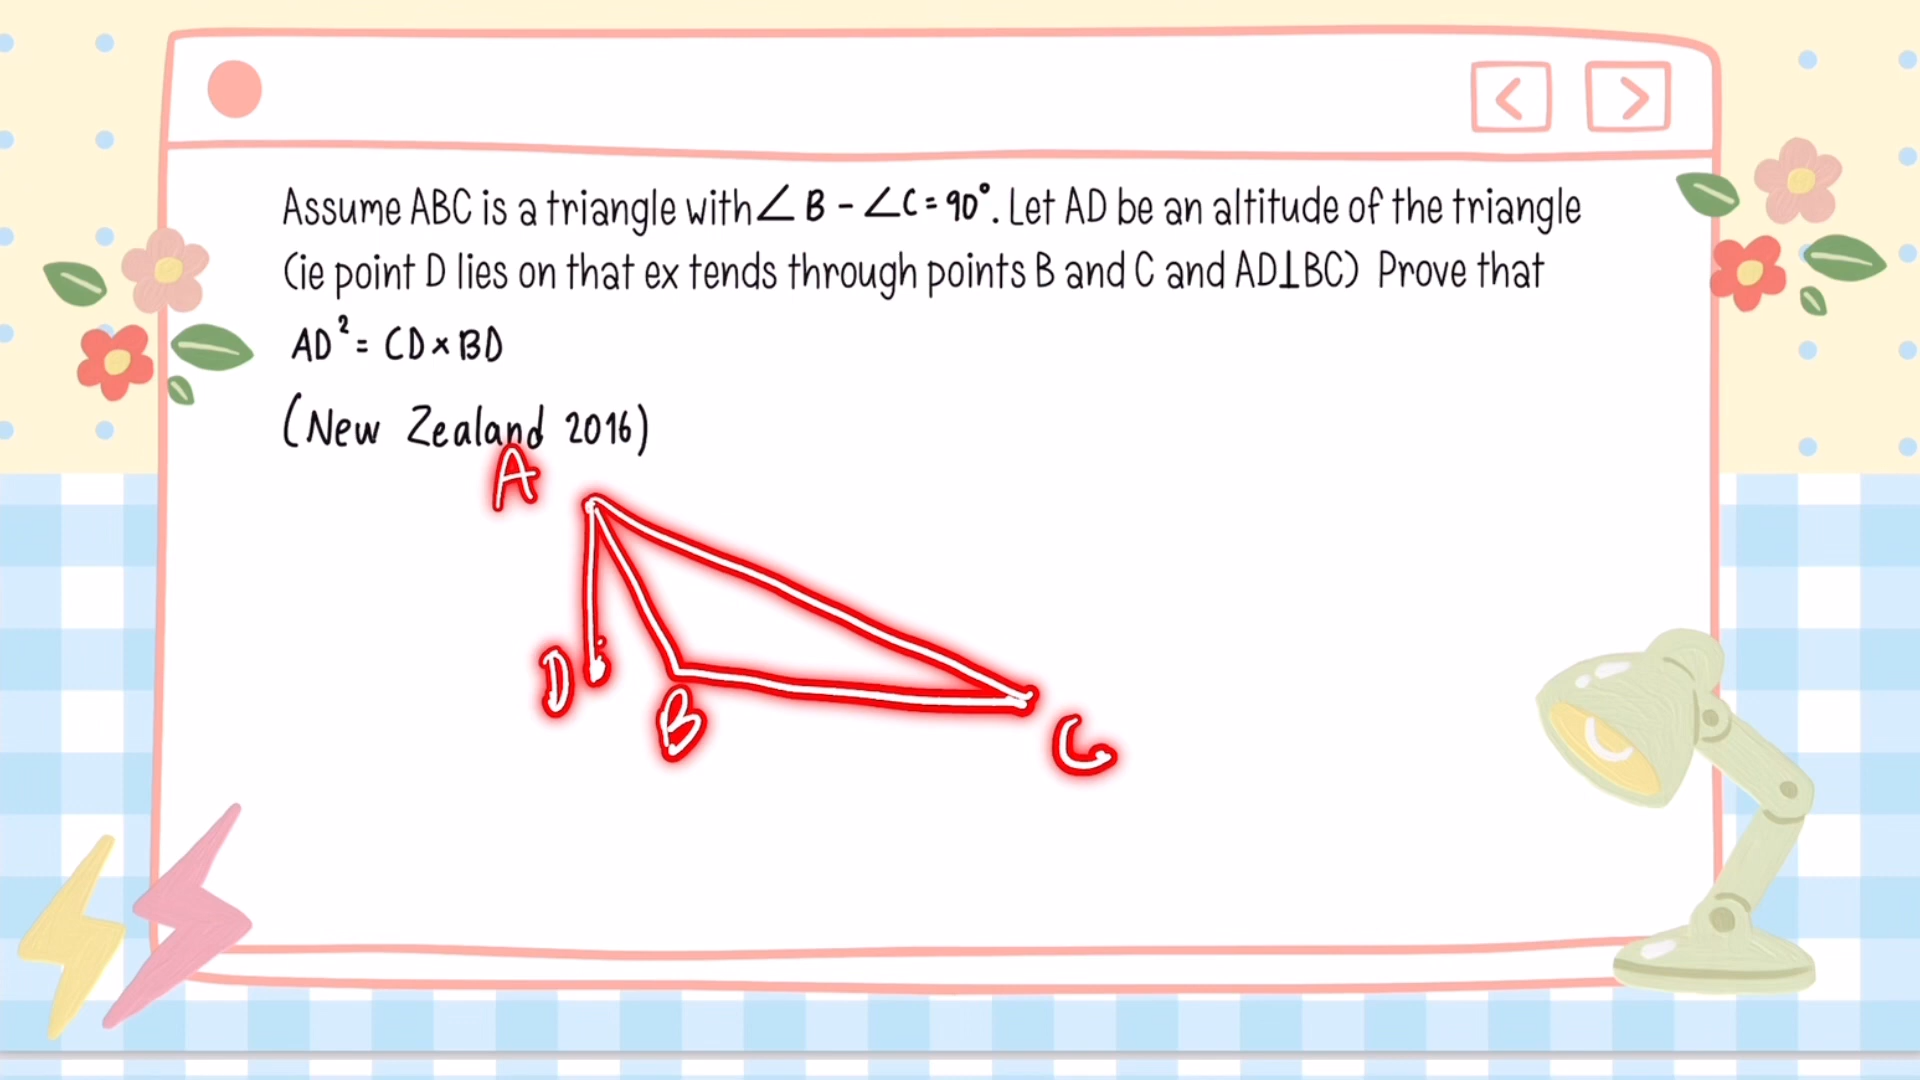 Assume ABC is a triangle with ∠B - ∠C = 90°. Let AD be an altitude of the triangle
(ie point D lies on that ex tends through points B and C and AD⊥BC) Prove that
AD² = CD × BD
(New Zealand 2016)
A
D
B
C